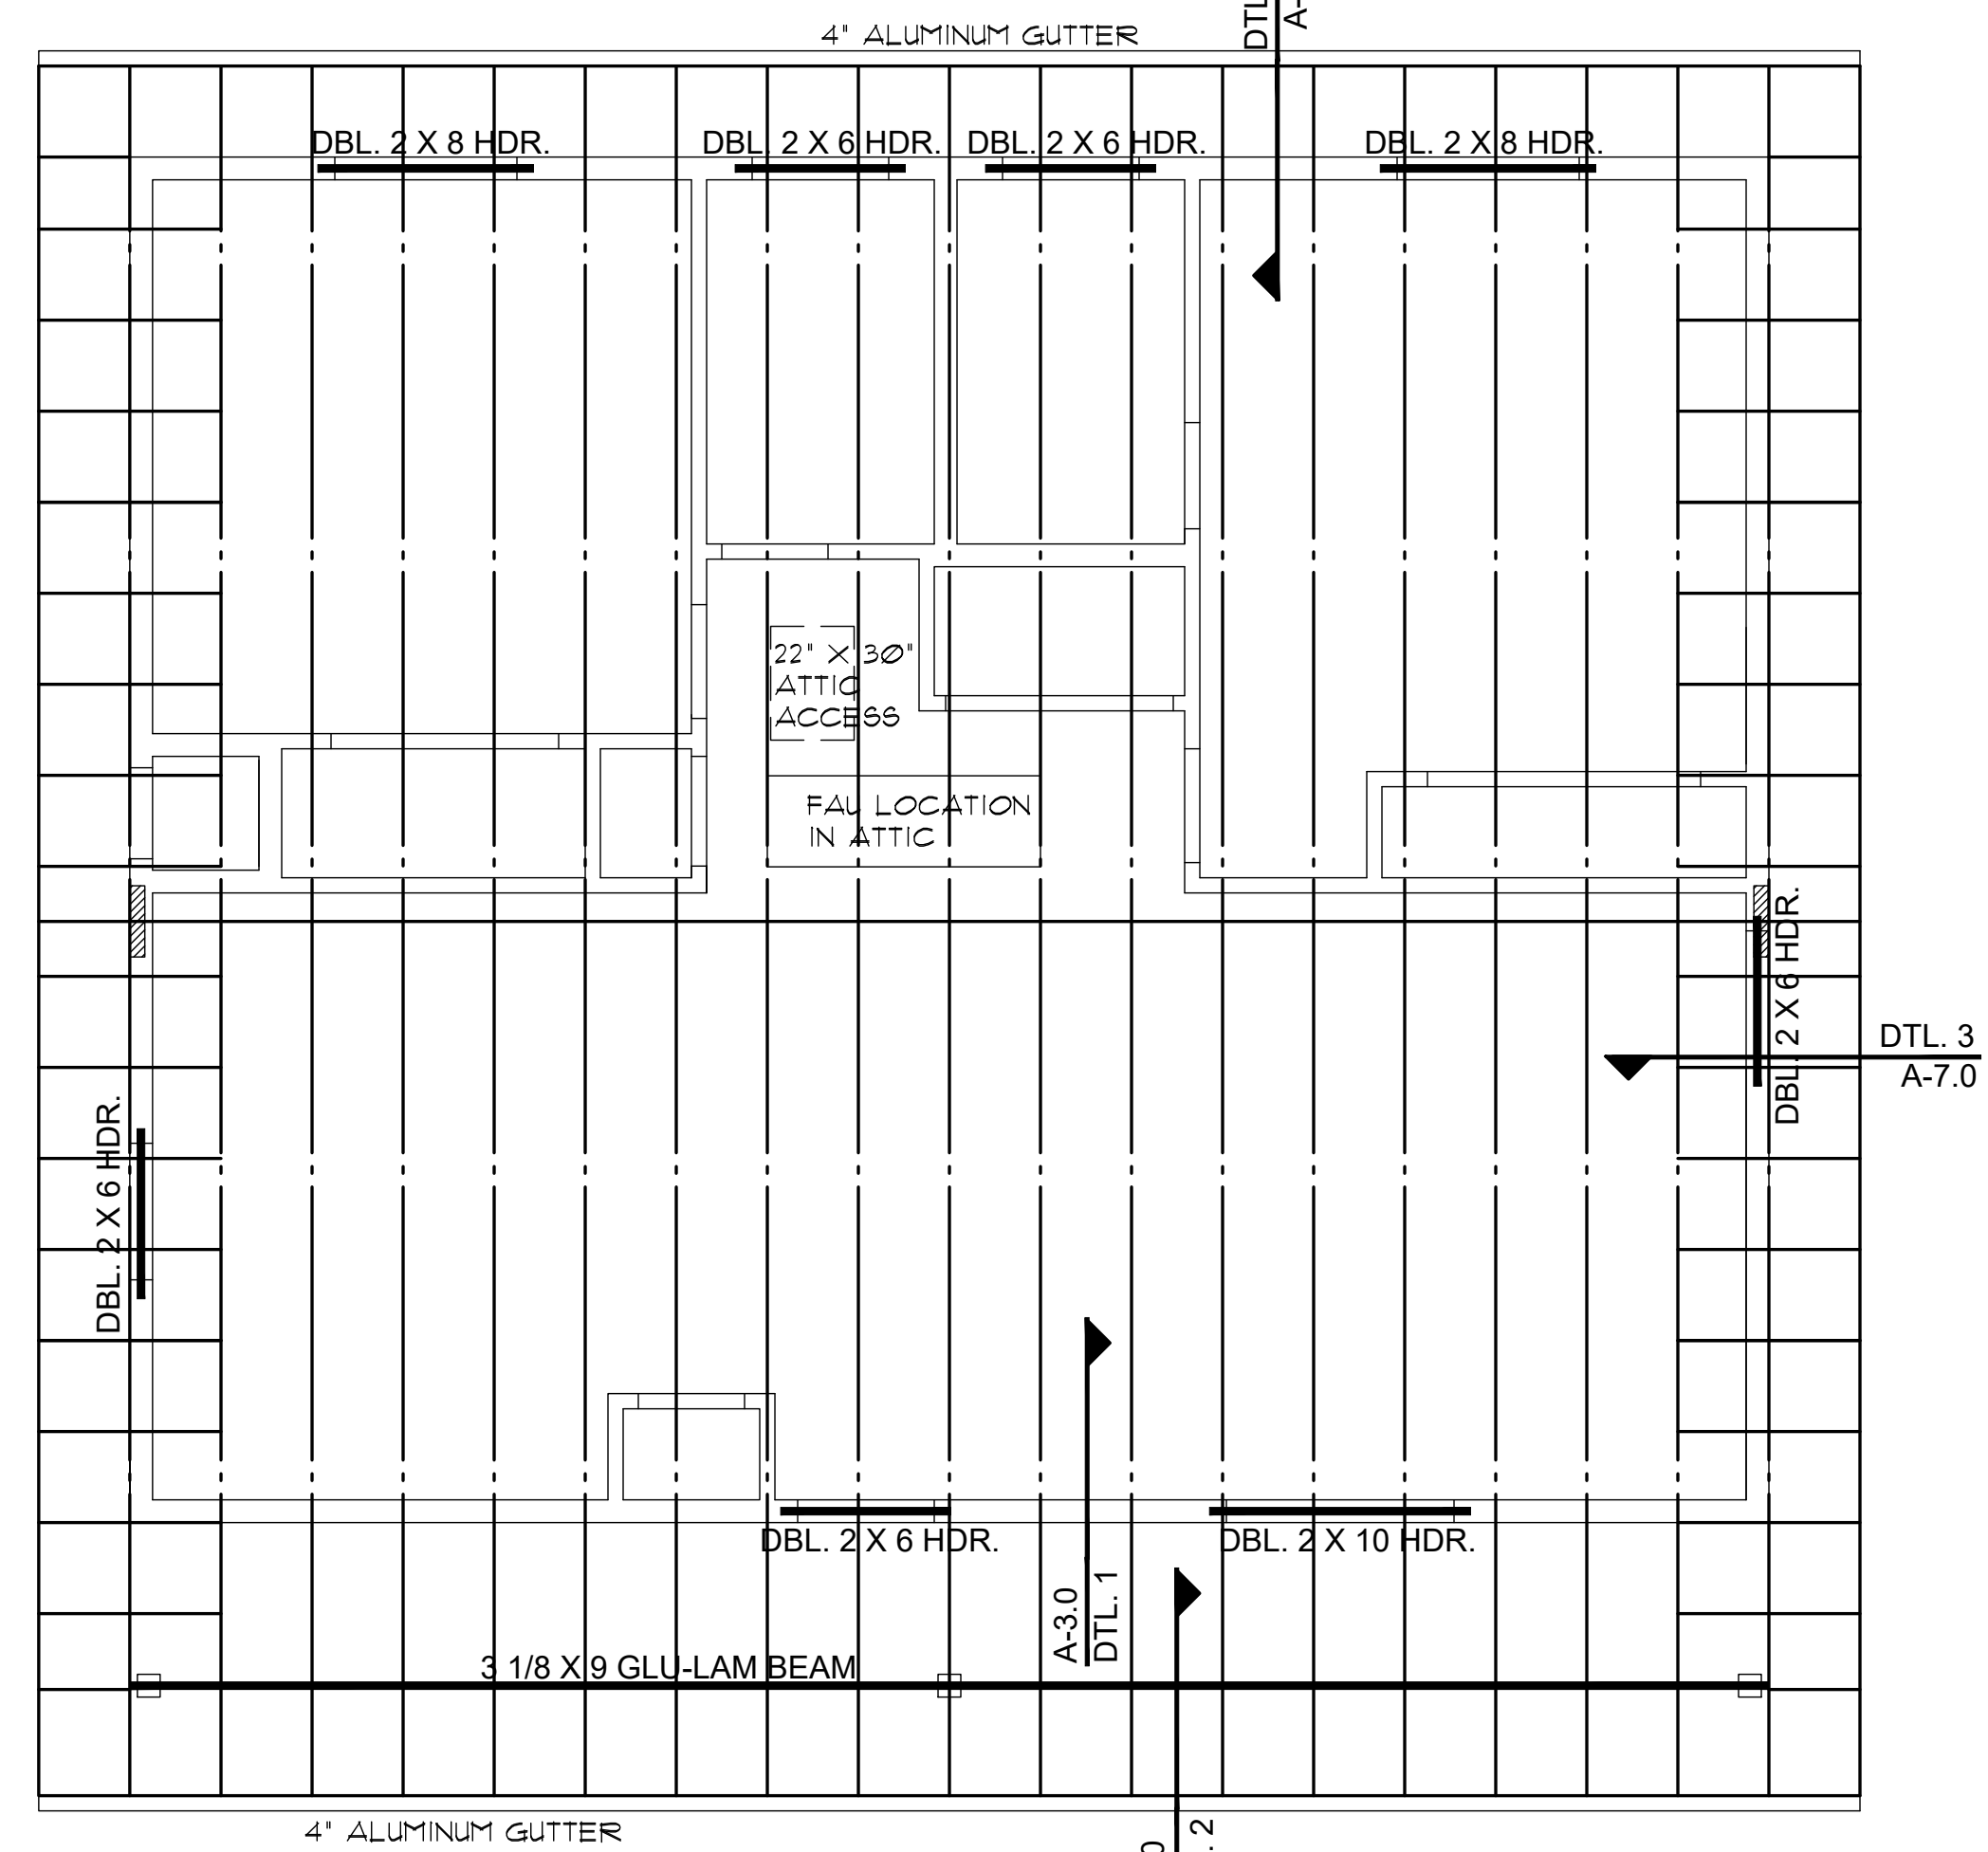 DTL
A-
4" ALUMINUM GUTTER
DBL. 2 X 8 HDR.
DBL. 2 X 6 HDR.
DBL. 2 X 6 HDR.
DBL. 2 X 8 HDR.
22" X 30"
ATTIC
ACCESS
FAU LOCATION
IN ATTIC
DBL. 2 X 6 HDR.
DTL. 3
A-7.0
DBL. 2 X 6 HDR.
DBL. 2 X 6 HDR.
DBL. 2 X 10 HDR.
A-3.0
DTL. 1
3 1/8 X 9 GLU-LAM BEAM
4" ALUMINUM GUTTER
0
. 2